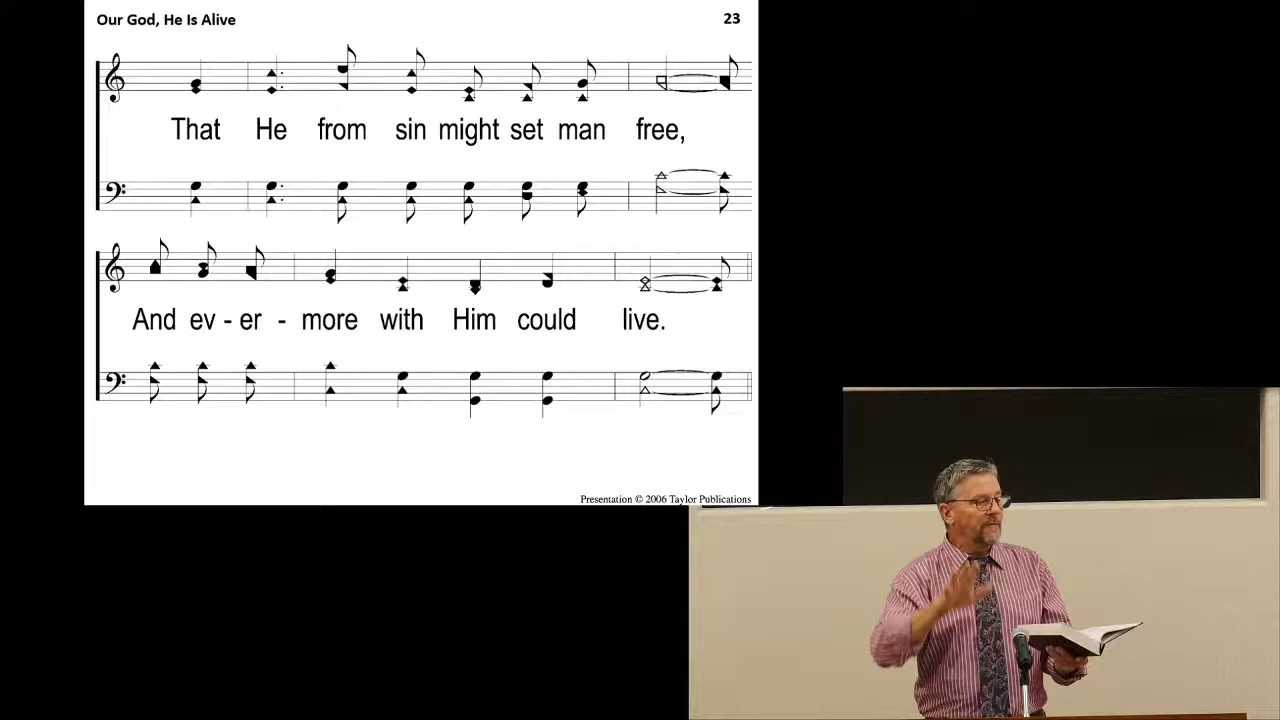 Our God, He Is Alive 23
That He from sin might set man free,
And ev - er - more with Him could live.
Presentation © 2006 Taylor Publications